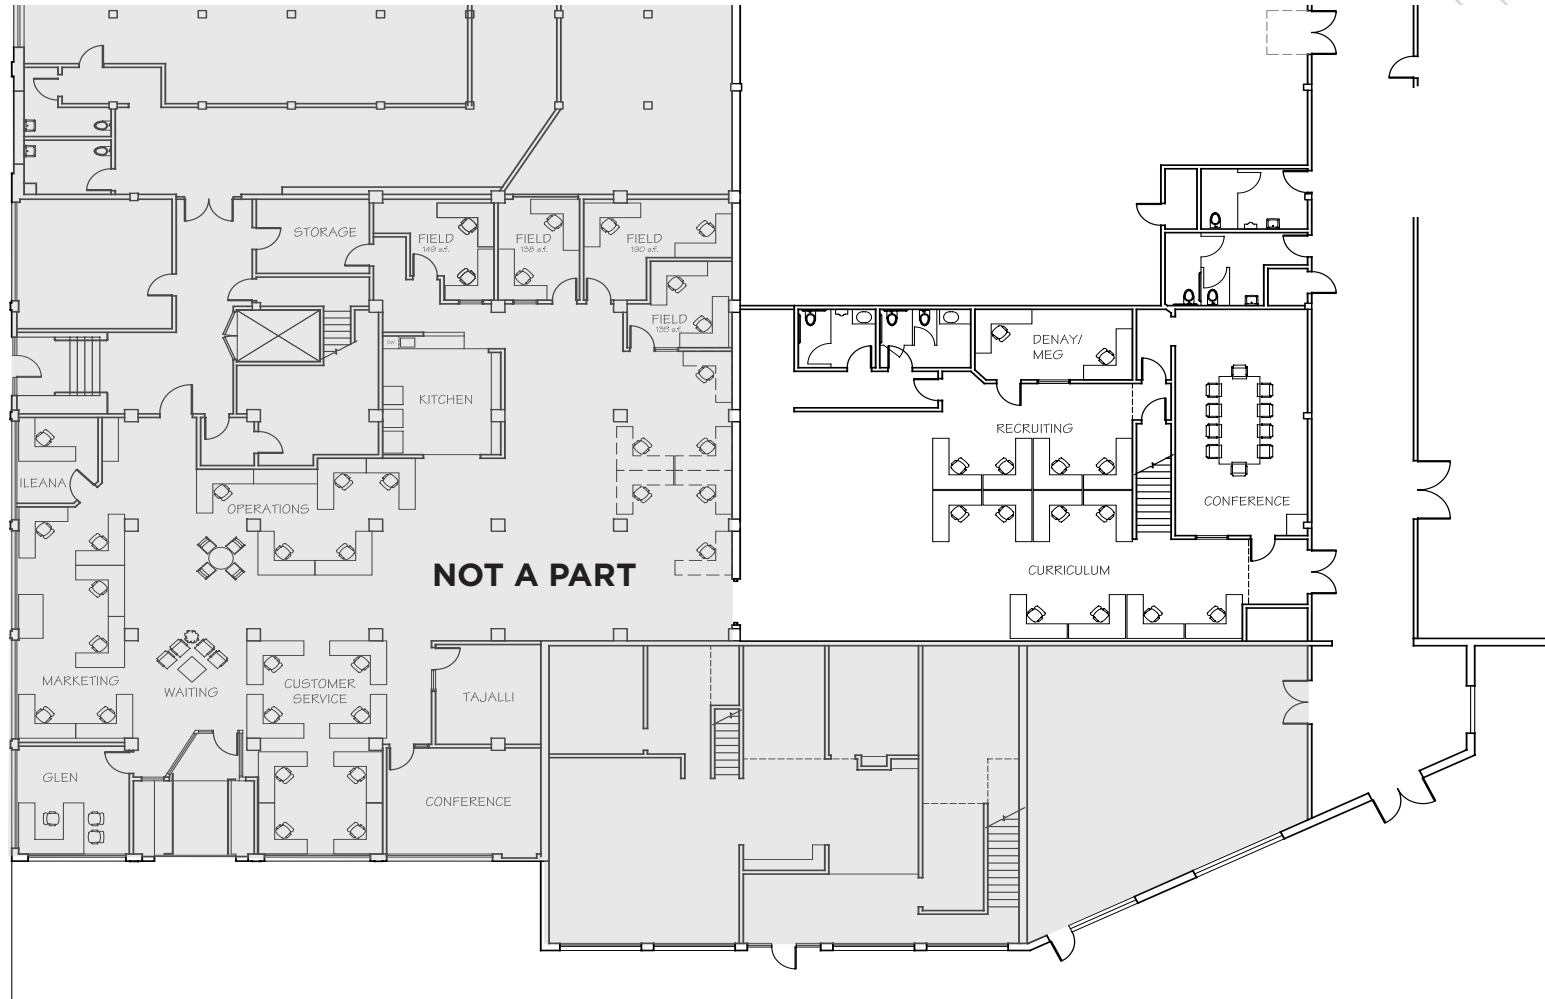 STORAGE
FIELD
149 s.f.
FIELD
138 s.f.
FIELD
190 s.f.
FIELD
138 s.f.
DW
KITCHEN
DENAY/
MEG
RECRUITING
CONFERENCE
ILEANA
OPERATIONS
NOT A PART
CURRICULUM
MARKETING
WAITING
CUSTOMER
SERVICE
TAJALLI
GLEN
CONFERENCE